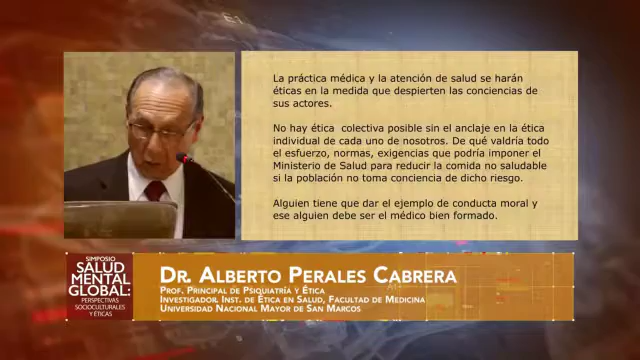 La práctica médica y la atención de salud se harán
éticas en la medida que despierten las conciencias de
sus actores.
No hay ética colectiva posible sin el anclaje en la ética
individual de cada uno de nosotros. De qué valdría todo
el esfuerzo, normas, exigencias que podría imponer el
Ministerio de Salud para reducir la comida no saludable
si la población no toma conciencia de dicho riesgo.
Alguien tiene que dar el ejemplo de conducta moral y
ese alguien debe ser el médico bien formado.
SIMPOSIO
SALUD
MENTAL
GLOBAL:
PERSPECTIVAS
SOCIOCULTURALES
Y ÉTICAS
DR. ALBERTO PERALES CABRERA
PROF. PRINCIPAL DE PSIQUIATRÍA Y ÉTICA
INVESTIGADOR. INST. DE ÉTICA EN SALUD, FACULTAD DE MEDICINA
UNIVERSIDAD NACIONAL MAYOR DE SAN MARCOS